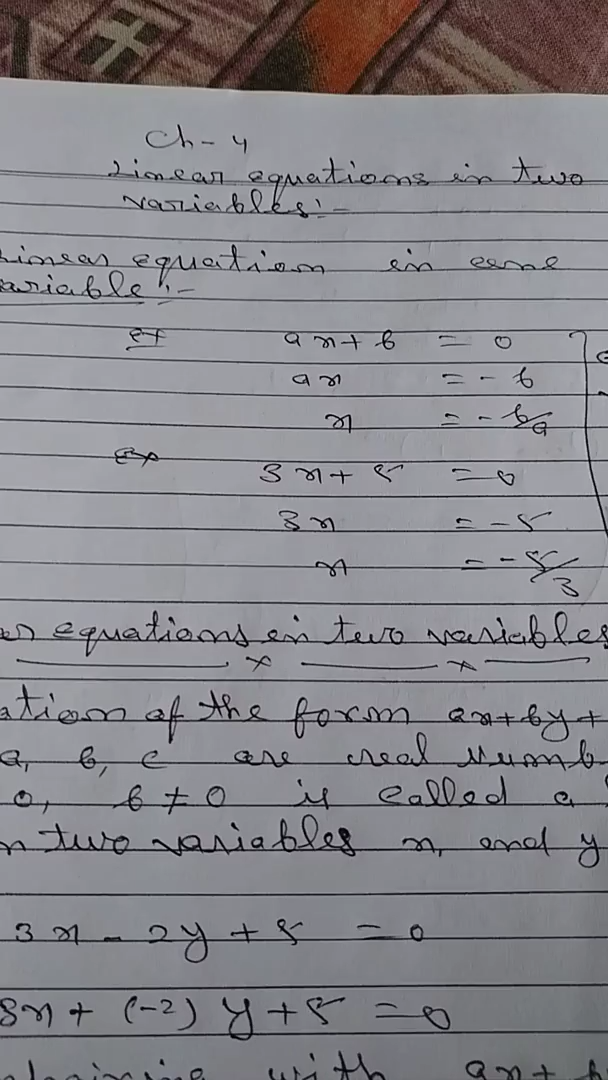 Ch-4
Linear equations in two
variables:-
Linear equation in one
variable:-
ex ax+b = 0
ax = -b
x = -b/a
Ex 3x+5 = 0
3x = -5
x = -5/3
equations in two variables
of the form ax+by+
a, b, c are real Numb
0, b ≠ 0 is called a
two variables x, and y
3x - 2y + 5 = 0
3x + (-2) y + 5 = 0
with ax + b